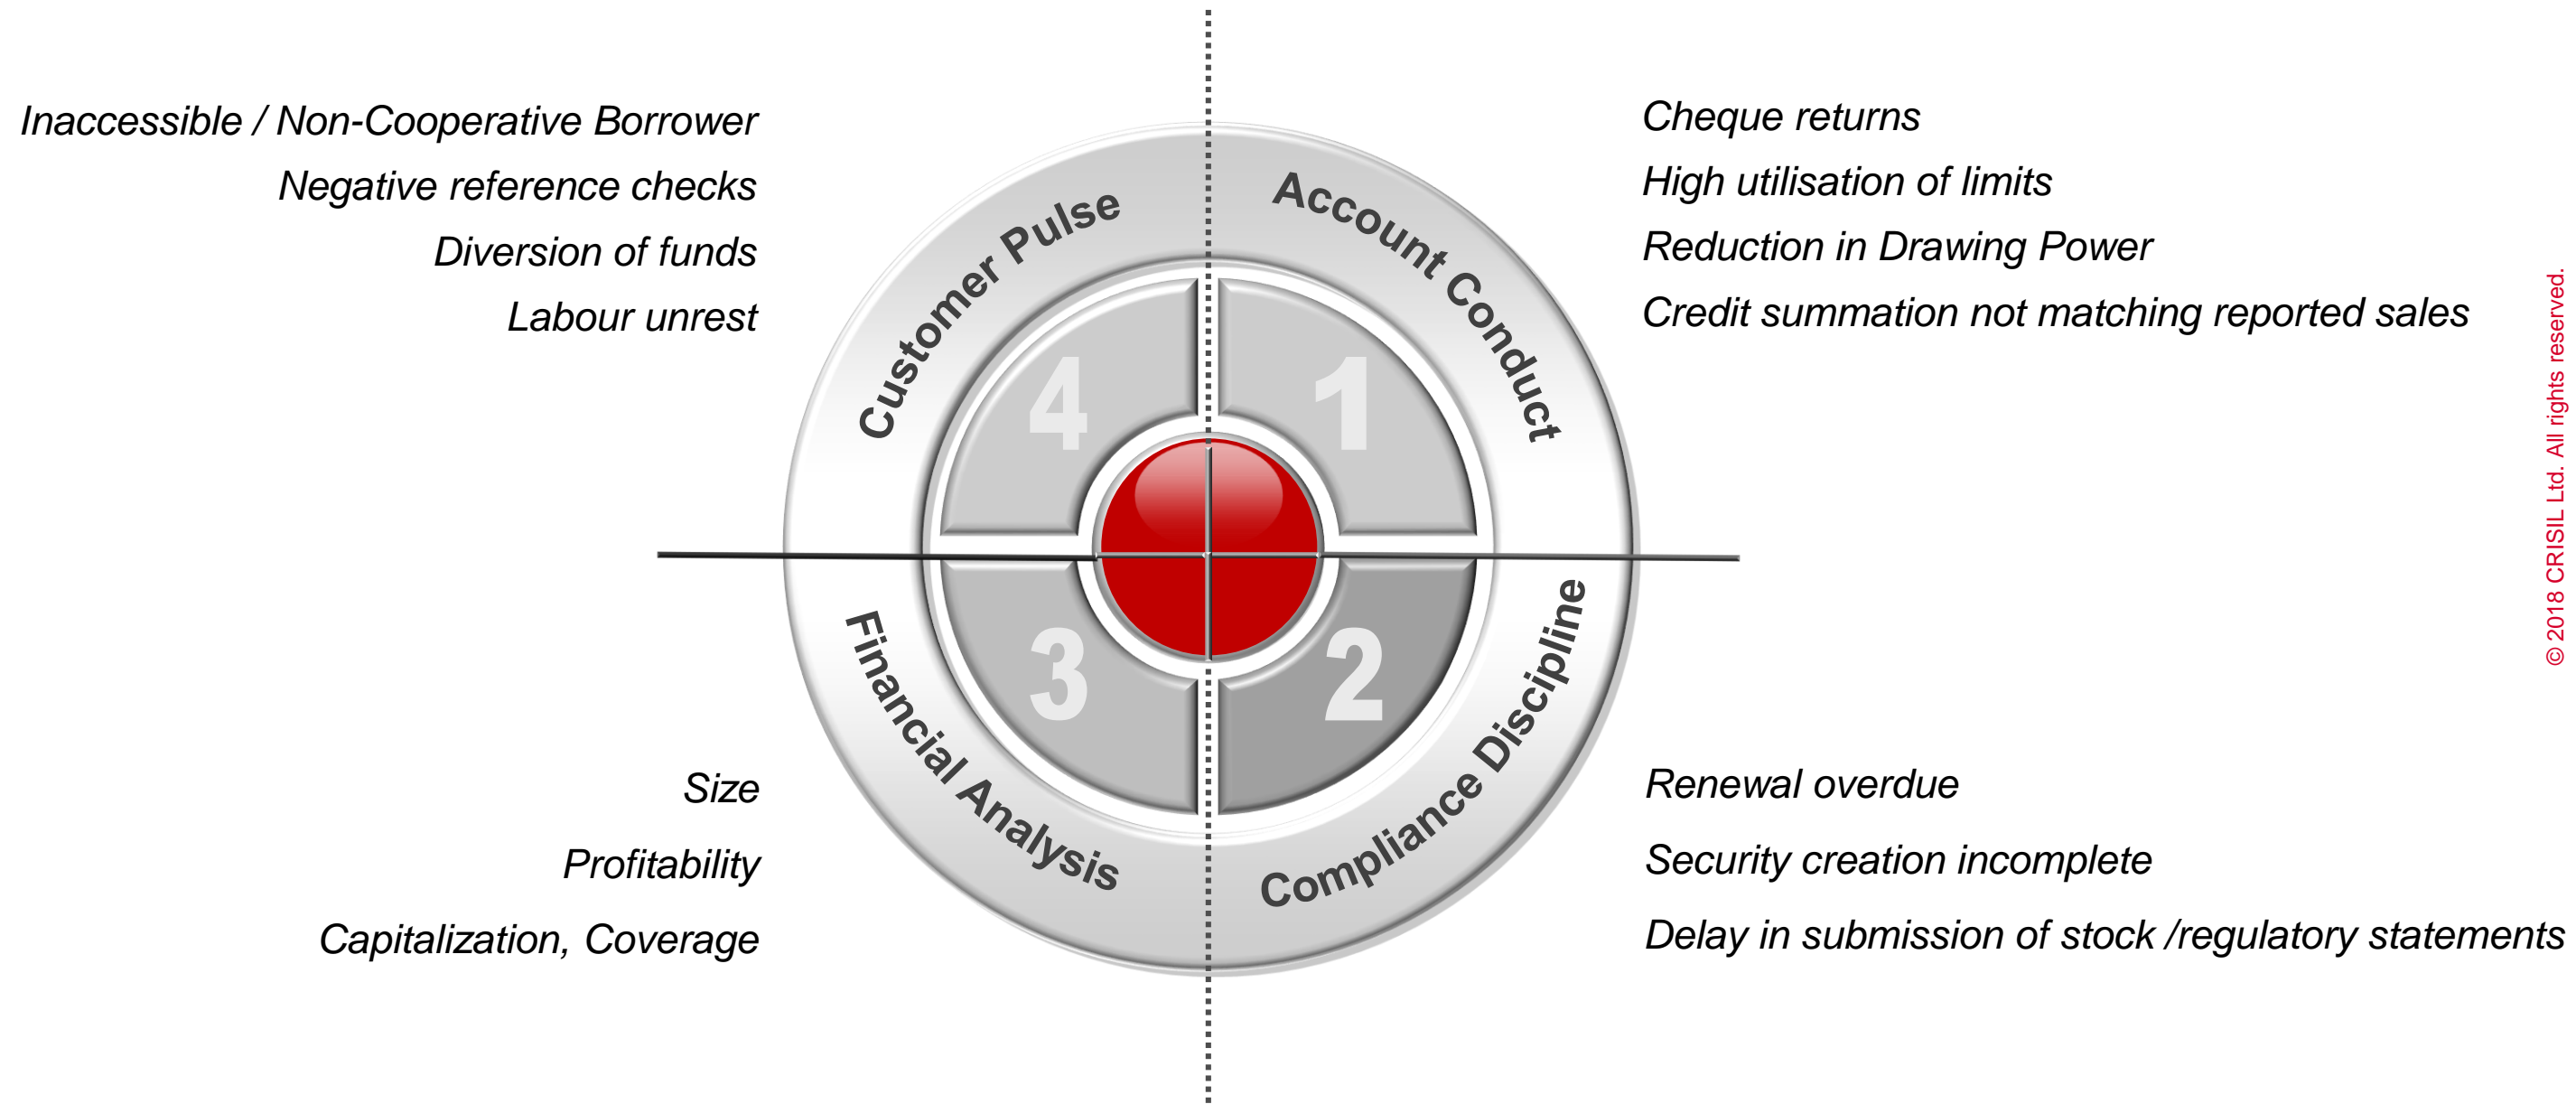 Inaccessible / Non-Cooperative Borrower
Negative reference checks
Diversion of funds
Labour unrest
Cheque returns
High utilisation of limits
Reduction in Drawing Power
Credit summation not matching reported sales
Customer Pulse
Account Conduct
4
1
3
2
Financial Analysis
Compliance Discipline
Size
Profitability
Capitalization, Coverage
Renewal overdue
Security creation incomplete
Delay in submission of stock /regulatory statements
© 2018 CRISIL Ltd. All rights reserved.